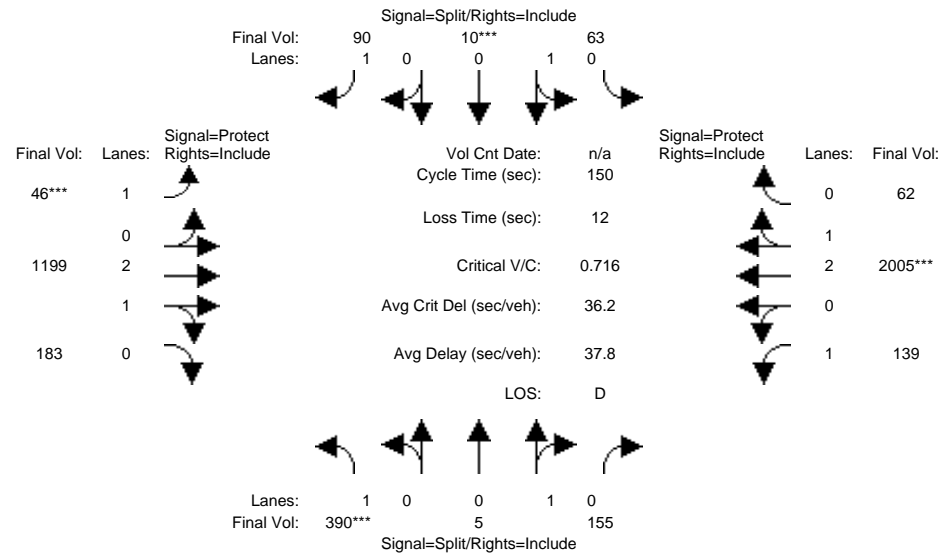 Signal=Split/Rights=Include
Final Vol: 90 10*** 63
Lanes: 1 0 0 1 0
Signal=Protect Signal=Protect
Final Vol: Lanes: Rights=Include Vol Cnt Date: n/a Rights=Include Lanes: Final Vol:
Cycle Time (sec): 150
46*** 1 0 62
Loss Time (sec): 12
0 1
1199 2 Critical V/C: 0.716 2 2005***
1 Avg Crit Del (sec/veh): 36.2 0
183 0 Avg Delay (sec/veh): 37.8 1 139
LOS: D
Lanes: 1 0 0 1 0
Final Vol: 390*** 5 155
Signal=Split/Rights=Include